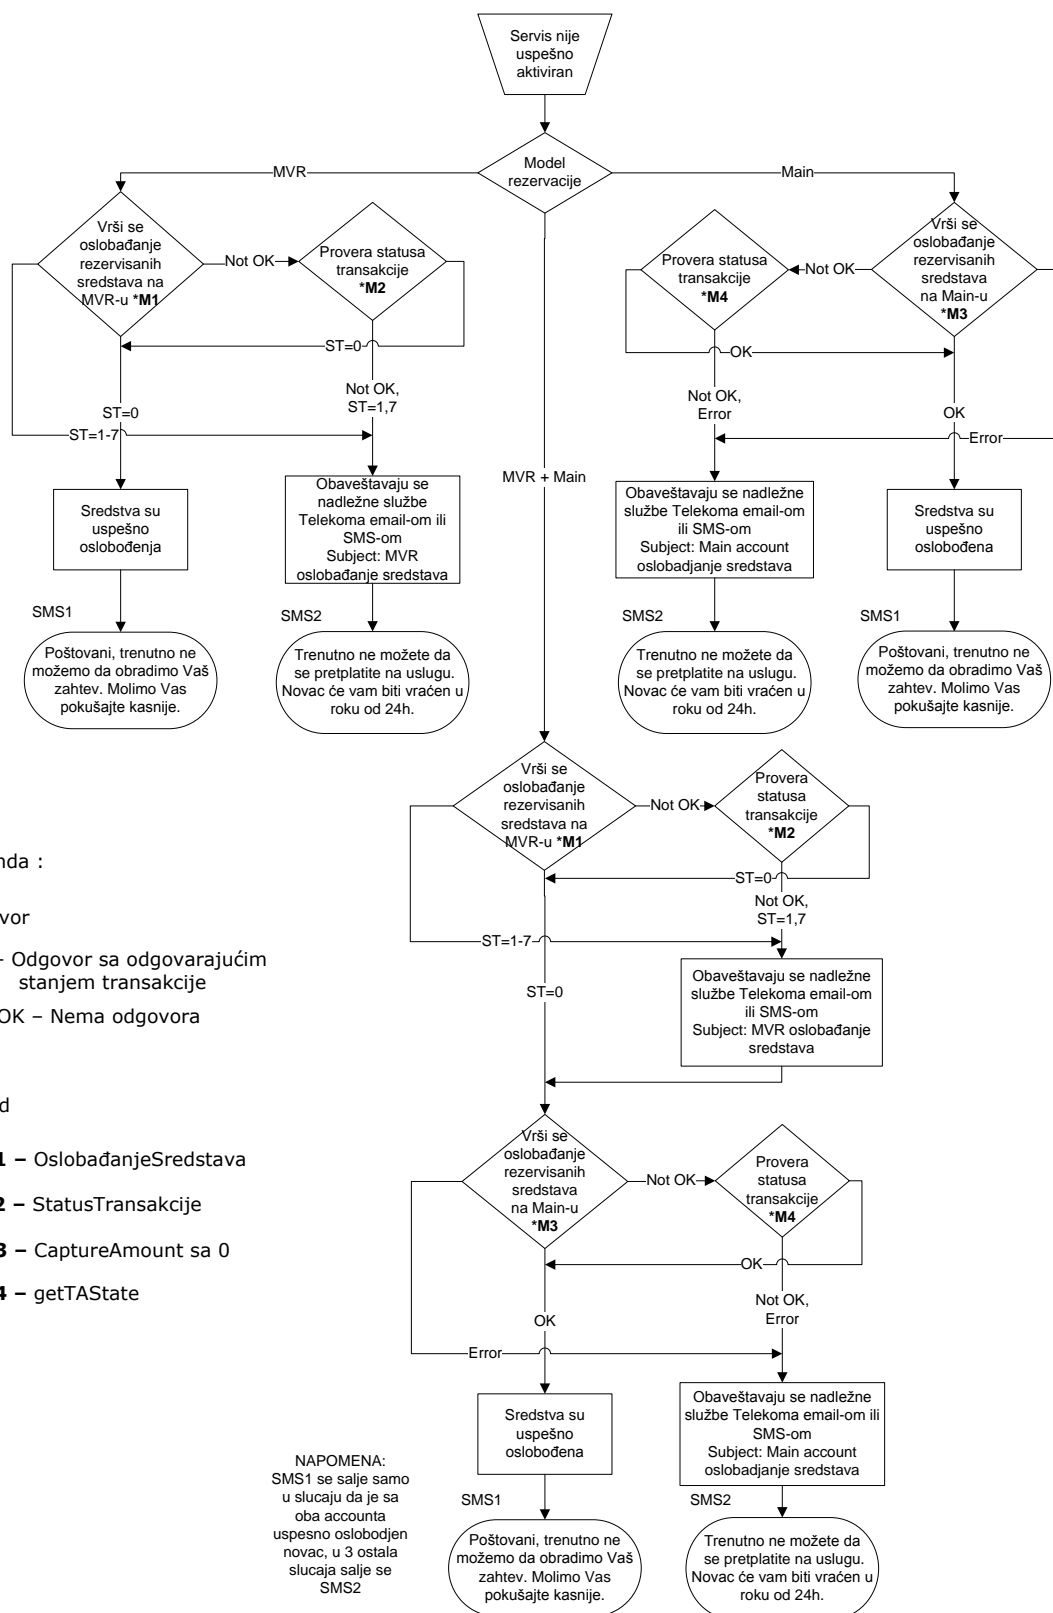 Servis nije
uspešno
aktiviran
Model
rezervacije
MVR
Main
MVR + Main
Vrši se
oslobađanje
rezervisanih
sredstava na
MVR-u *M1
Not OK
Provera statusa
transakcije
*M2
ST=0
Not OK,
ST=1,7
ST=0
ST=1-7
Sredstva su
uspešno
oslobođenja
Obaveštavaju se
nadležne službe
Telekoma email-om ili
SMS-om
Subject: MVR
oslobađanje sredstava
SMS1
Poštovani, trenutno ne
možemo da obradimo Vaš
zahtev. Molimo Vas
pokušajte kasnije.
SMS2
Trenutno ne možete da
se pretplatite na uslugu.
Novac će vam biti vraćen u
roku od 24h.
Provera statusa
transakcije
*M4
Not OK
Vrši se
oslobađanje
rezervisanih
sredstava
na Main-u
*M3
OK
Not OK,
Error
OK
Error
Obaveštavaju se nadležne
službe Telekoma email-om
ili SMS-om
Subject: Main account
oslobadjanje sredstava
Sredstva su
uspešno
oslobođena
SMS2
Trenutno ne možete da
se pretplatite na uslugu.
Novac će vam biti vraćen u
roku od 24h.
SMS1
Poštovani, trenutno ne
možemo da obradimo Vaš
zahtev. Molimo Vas
pokušajte kasnije.
Vrši se
oslobađanje
rezervisanih
sredstava na
MVR-u *M1
Not OK
Provera
statusa
transakcije
*M2
ST=0
Not OK,
ST=1,7
ST=1-7
ST=0
Obaveštavaju se nadležne
službe Telekoma email-om
ili SMS-om
Subject: MVR oslobađanje
sredstava
nda :
vor
– Odgovor sa odgovarajućim
stanjem transakcije
OK – Nema odgovora
d
1 – OslobađanjeSredstava
2 – StatusTransakcije
3 – CaptureAmount sa 0
4 – getTAState
Vrši se
oslobađanje
rezervisanih
sredstava
na Main-u
*M3
Not OK
Provera
statusa
transakcije
*M4
OK
Not OK,
Error
OK
Error
Sredstva su
uspešno
oslobođena
Obaveštavaju se nadležne
službe Telekoma email-om ili
SMS-om
Subject: Main account
oslobadjanje sredstava
NAPOMENA:
SMS1 se salje samo
u slucaju da je sa
oba accounta
uspesno oslobodjen
novac, u 3 ostala
slucaja salje se
SMS2
SMS1
Poštovani, trenutno ne
možemo da obradimo Vaš
zahtev. Molimo Vas
pokušajte kasnije.
SMS2
Trenutno ne možete da
se pretplatite na uslugu.
Novac će vam biti vraćen u
roku od 24h.